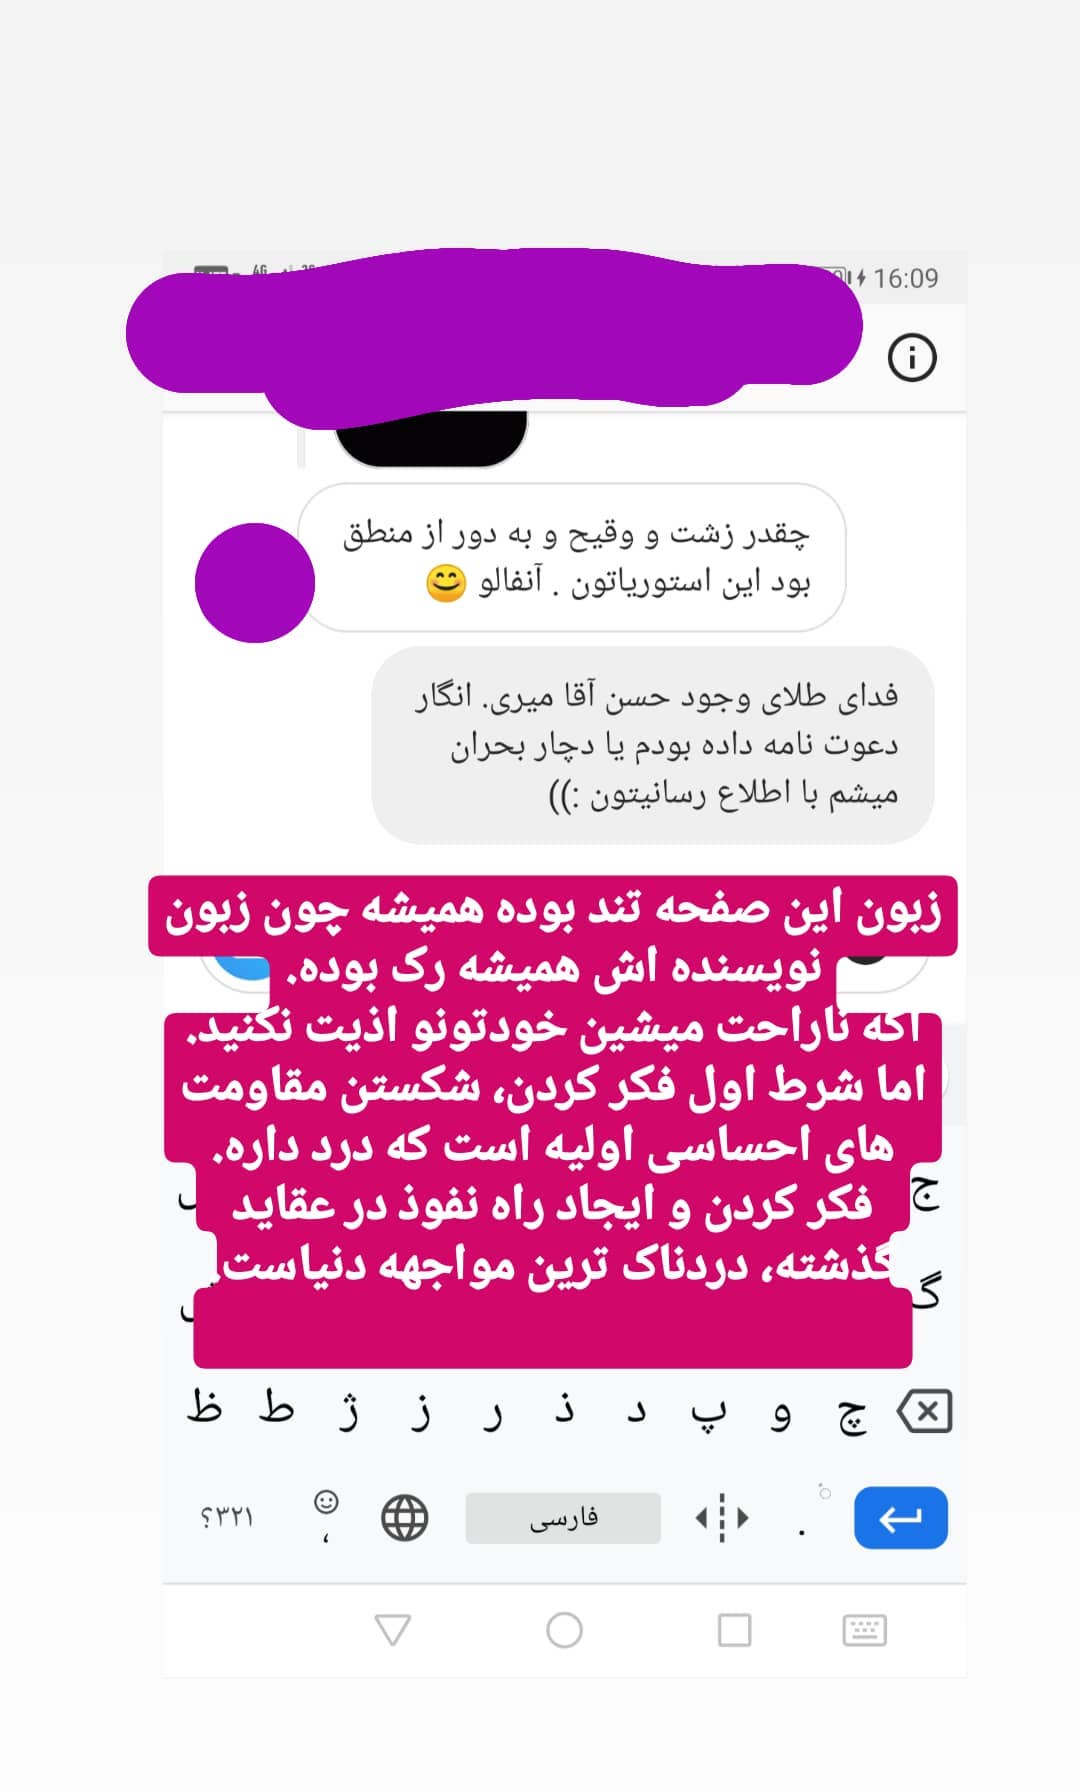 16:09
4G
چقدر زشت و وقیح و به دور از منطق
بود این استوریاتون . آنفالو 😊
فدای طلای وجود حسن آقا میری. انگار
دعوت نامه داده بودم یا دچار بحران
میشم با اطلاع رسانیتون :))
زبون این صفحه تند بوده همیشه چون زبون
نویسنده اش همیشه رک بوده.
اگه ناراحت میشین خودتونو اذیت نکنید.
اما شرط اول فکر کردن، شکستن مقاومت
های احساسی اولیه است که درد داره.
فکر کردن و ایجاد راه نفوذ در عقاید
گذشته، دردناک ترین مواجهه دنیاست.
ج
گ
چ و پ د ذ ر ز ژ ط ظ
۳۲۱؟ ، فارسی .